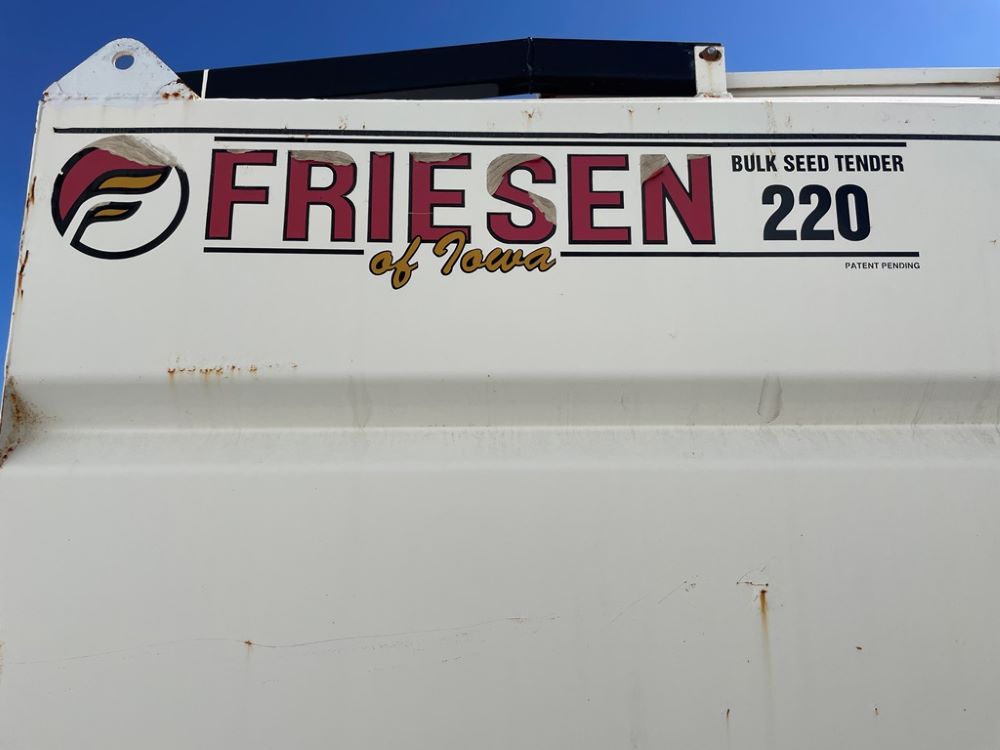 FRIESEN
of Iowa
BULK SEED TENDER
220
PATENT PENDING